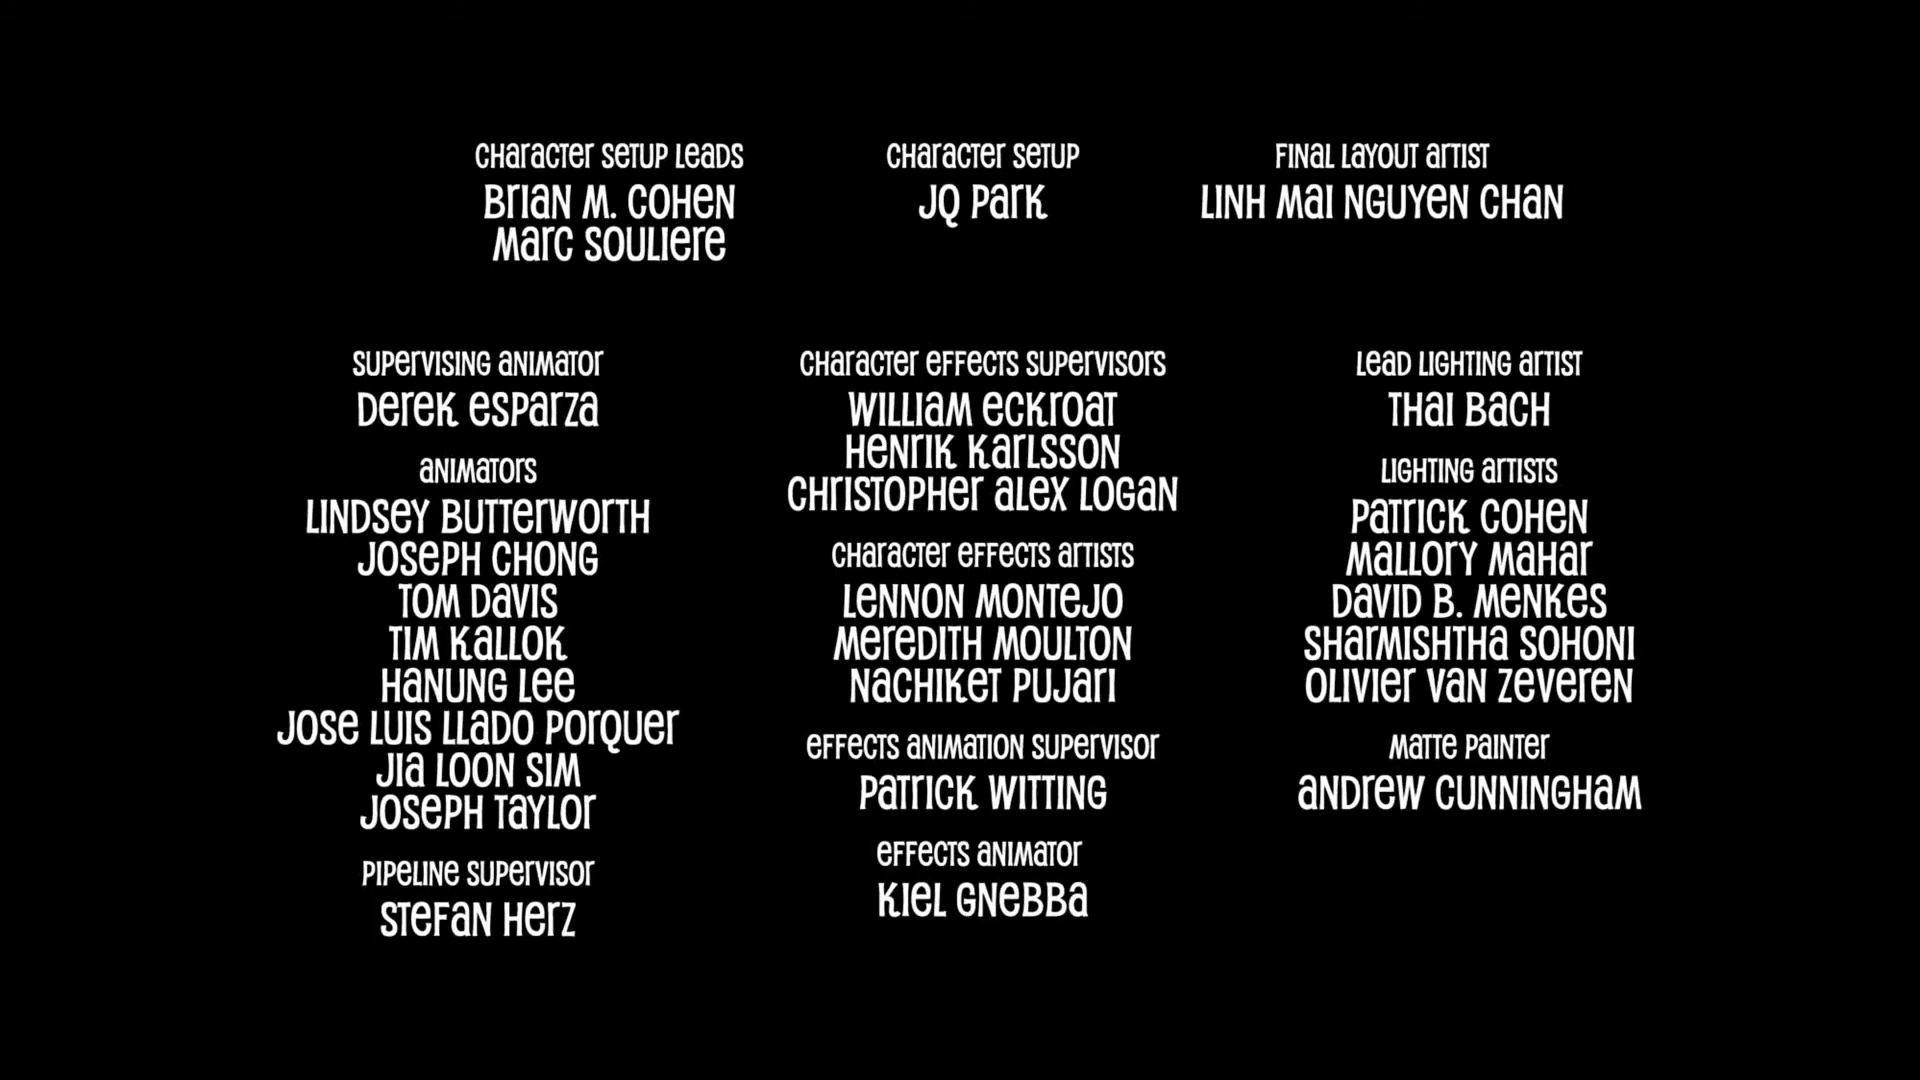 CHARACTER SETUP LEADS
BRIAN M. COHEN
MARC SOULIERE
CHARACTER SETUP
JQ PARK
FINAL LAYOUT ARTIST
LINH MAI NGUYEN CHAN
SUPERVISING ANIMATOR
DEREK ESPARZA
ANIMATORS
LINDSEY BUTTERWORTH
JOSEPH CHONG
TOM DAVIS
TIM KALLOK
HANUNG LEE
JOSE LUIS LLADO PORQUER
JIA LOON SIM
JOSEPH TAYLOR
PIPELINE SUPERVISOR
STEFAN HERZ
CHARACTER EFFECTS SUPERVISORS
WILLIAM ECKROAT
HENRIK KARLSSON
CHRISTOPHER ALEX LOGAN
CHARACTER EFFECTS ARTISTS
LENNON MONTEJO
MEREDITH MOULTON
NACHIKET PUJARI
EFFECTS ANIMATION SUPERVISOR
PATRICK WITTING
EFFECTS ANIMATOR
KIEL GNEBBA
LEAD LIGHTING ARTIST
THAI BACH
LIGHTING ARTISTS
PATRICK COHEN
MALLORY MAHAR
DAVID B. MENKES
SHARMISHTHA SOHONI
OLIVIER VAN ZEVEREN
MATTE PAINTER
ANDREW CUNNINGHAM